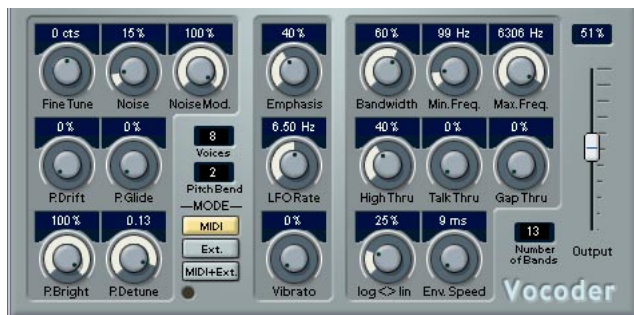 0 cts 15% 100% 40% 60% 99 Hz 6306 Hz 51%
Fine Tune Noise Noise Mod. Emphasis Bandwidth Min. Freq. Max. Freq.
0% 0% 8 6.50 Hz 40% 0% 0%
Voices
2
P.Drift P.Glide Pitch Bend LFO Rate High Thru Talk Thru Gap Thru
MODE
100% 0.13 MIDI 0% 25% 9 ms 13
Ext. Number of Bands Output
MIDI+Ext.
P.Bright P.Detune Vibrato log<>lin Env. Speed Vocoder